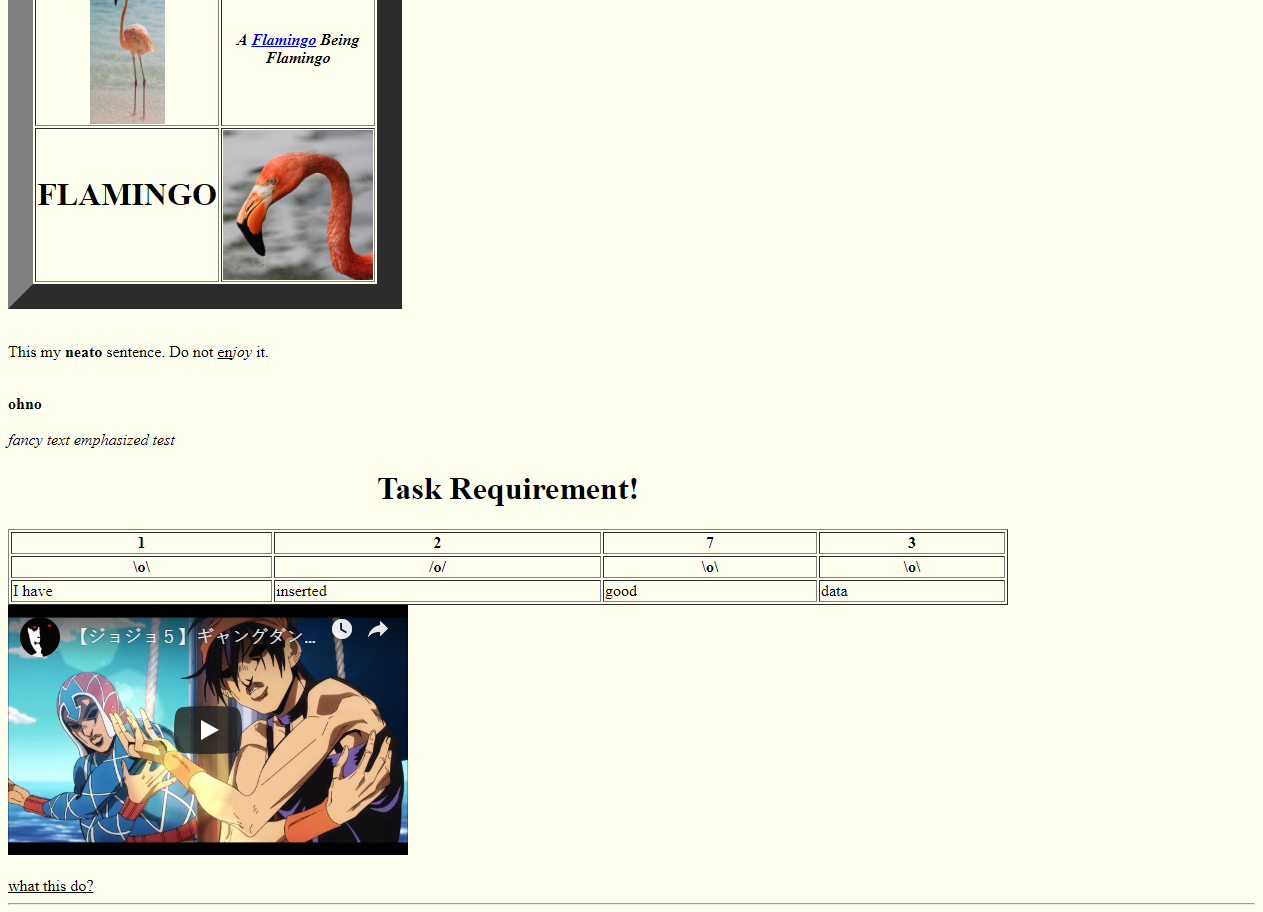 A Flamingo Being
Flamingo
FLAMINGO
This my neato sentence. Do not enjoy it.
ohno
fancy text emphasized test
Task Requirement!
1 2 7 3
\o\ /o/ \o\ \o\
I have inserted good data
【ジョジョ５】ギャングダン...
what this do?